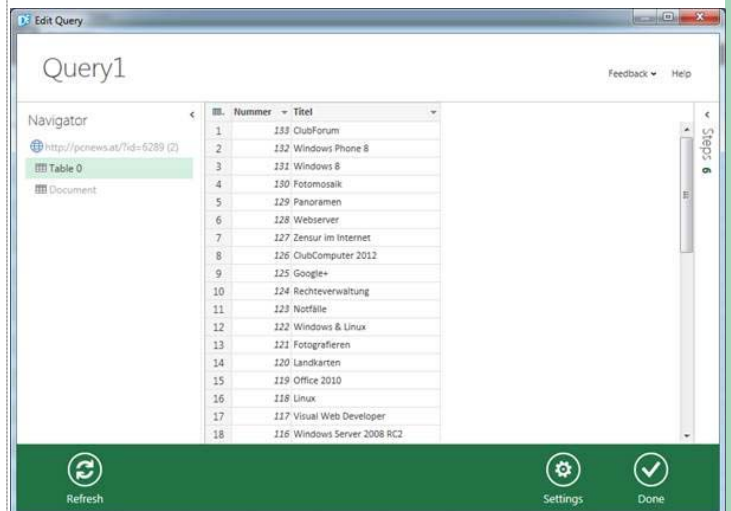 Edit Query
Query1
Feedback Help
Navigator
http://pcnews.at/?id=6289 (2)
Table 0
Document
Nummer Titel
1 133 ClubForum
2 132 Windows Phone 8
3 131 Windows 8
4 130 Fotomosaik
5 129 Panoramen
6 128 Webserver
7 127 Zensur im Internet
8 126 ClubComputer 2012
9 125 Google+
10 124 Rechteverwaltung
11 123 Notfälle
12 122 Windows & Linux
13 121 Fotografieren
14 120 Landkarten
15 119 Office 2010
16 118 Linux
17 117 Visual Web Developer
18 116 Windows Server 2008 RC2
Steps 6
Refresh
Settings
Done